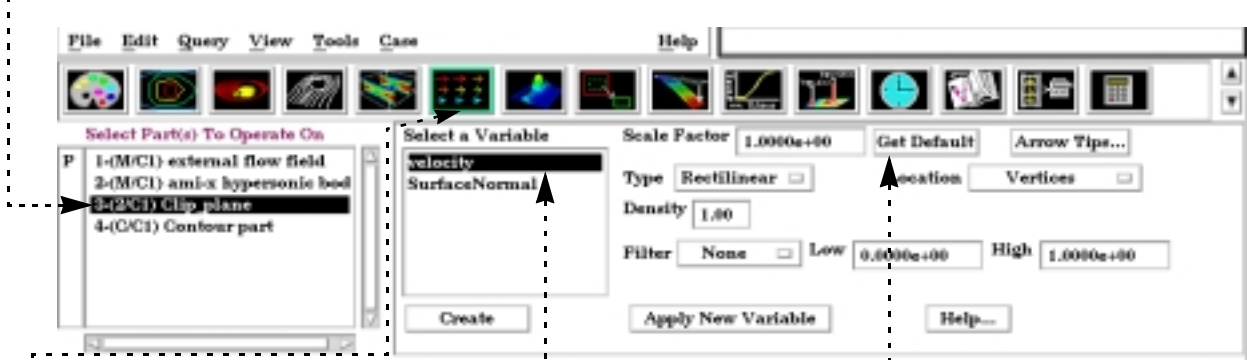 File Edit Query View Tools Case Help
Select Part(s) To Operate On
P
1-(M/C1) external flow field
2-(M/C1) ami-x hypersonic bod
3-(2/C1) Clip plane
4-(C/C1) Contour part
Select a Variable
velocity
SurfaceNormal
Create
Scale Factor 1.0000e+00 Get Default Arrow Tips...
Type Rectilinear Location Vertices
Density 1.00
Filter None Low 0.0000e+00 High 1.0000e+00
Apply New Variable Help...